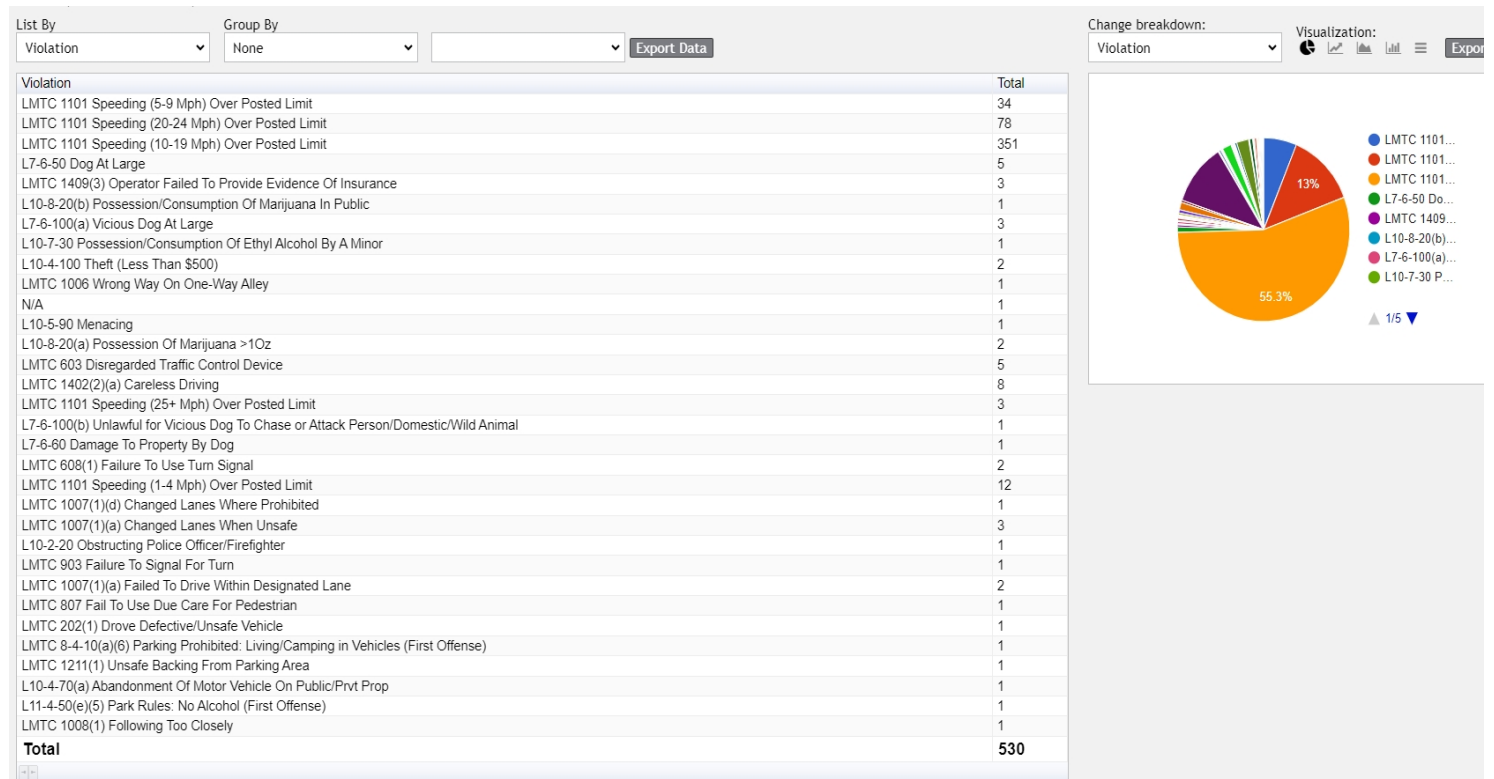 List By Group By
Violation None Export Data
Violation Total
LMTC 1101 Speeding (5-9 Mph) Over Posted Limit 34
LMTC 1101 Speeding (20-24 Mph) Over Posted Limit 78
LMTC 1101 Speeding (10-19 Mph) Over Posted Limit 351
L7-6-50 Dog At Large 5
LMTC 1409(3) Operator Failed To Provide Evidence Of Insurance 3
L10-8-20(b) Possession/Consumption Of Marijuana In Public 1
L7-6-100(a) Vicious Dog At Large 3
L10-7-30 Possession/Consumption Of Ethyl Alcohol By A Minor 1
L10-4-100 Theft (Less Than $500) 2
LMTC 1006 Wrong Way On One-Way Alley 1
N/A 1
L10-5-90 Menacing 1
L10-8-20(a) Possession Of Marijuana >1Oz 2
LMTC 603 Disregarded Traffic Control Device 5
LMTC 1402(2)(a) Careless Driving 8
LMTC 1101 Speeding (25+ Mph) Over Posted Limit 3
L7-6-100(b) Unlawful for Vicious Dog To Chase or Attack Person/Domestic/Wild Animal 1
L7-6-60 Damage To Property By Dog 1
LMTC 608(1) Failure To Use Turn Signal 2
LMTC 1101 Speeding (1-4 Mph) Over Posted Limit 12
LMTC 1007(1)(d) Changed Lanes Where Prohibited 1
LMTC 1007(1)(a) Changed Lanes When Unsafe 3
L10-2-20 Obstructing Police Officer/Firefighter 1
LMTC 903 Failure To Signal For Turn 1
LMTC 1007(1)(a) Failed To Drive Within Designated Lane 2
LMTC 807 Fail To Use Due Care For Pedestrian 1
LMTC 202(1) Drove Defective/Unsafe Vehicle 1
LMTC 8-4-10(a)(6) Parking Prohibited: Living/Camping in Vehicles (First Offense) 1
LMTC 1211(1) Unsafe Backing From Parking Area 1
L10-4-70(a) Abandonment Of Motor Vehicle On Public/Prvt Prop 1
L11-4-50(e)(5) Park Rules: No Alcohol (First Offense) 1
LMTC 1008(1) Following Too Closely 1
Total 530
Change breakdown: Visualization:
Violation Expor
13%
55.3%
LMTC 1101...
LMTC 1101...
LMTC 1101...
L7-6-50 Do...
LMTC 1409...
L10-8-20(b)...
L7-6-100(a)...
L10-7-30 P...
1/5